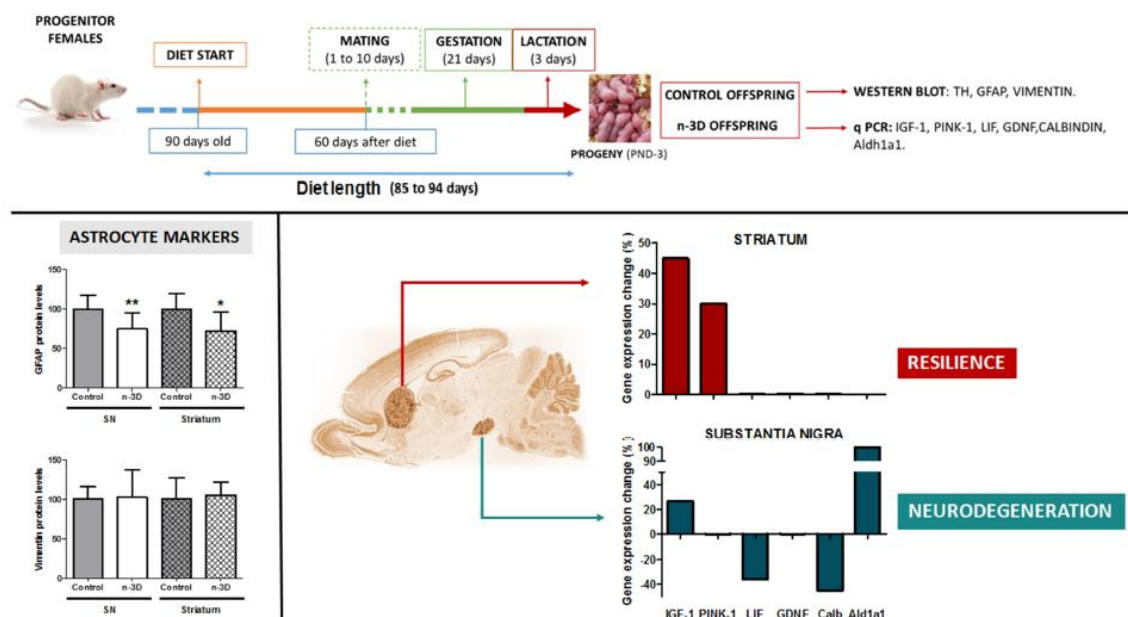 PROGENITOR
FEMALES
DIET START
MATING
(1 to 10 days)
GESTATION
(21 days)
LACTATION
(3 days)
90 days old
60 days after diet
Diet length (85 to 94 days)
PROGENY (PND-3)
CONTROL OFFSPRING
n-3D OFFSPRING
WESTERN BLOT: TH, GFAP, VIMENTIN.
q PCR: IGF-1, PINK-1, LIF, GDNF,CALBINDIN,
Aldh1a1.
ASTROCYTE MARKERS
GFAP protein levels
150
100
50
0
**
*
Control
n-3D
Control
n-3D
SN
Striatum
Vimentin protein levels
150
100
50
0
Control
n-3D
Control
n-3D
SN
Striatum
STRIATUM
Gene expression change (%)
50
40
30
20
10
0
RESILIENCE
SUBSTANTIA NIGRA
Gene expression change (%)
100
90
40
20
0
-20
-40
IGF-1 PINK-1 LIF GDNF Calb Ald1a1
NEURODEGENERATION